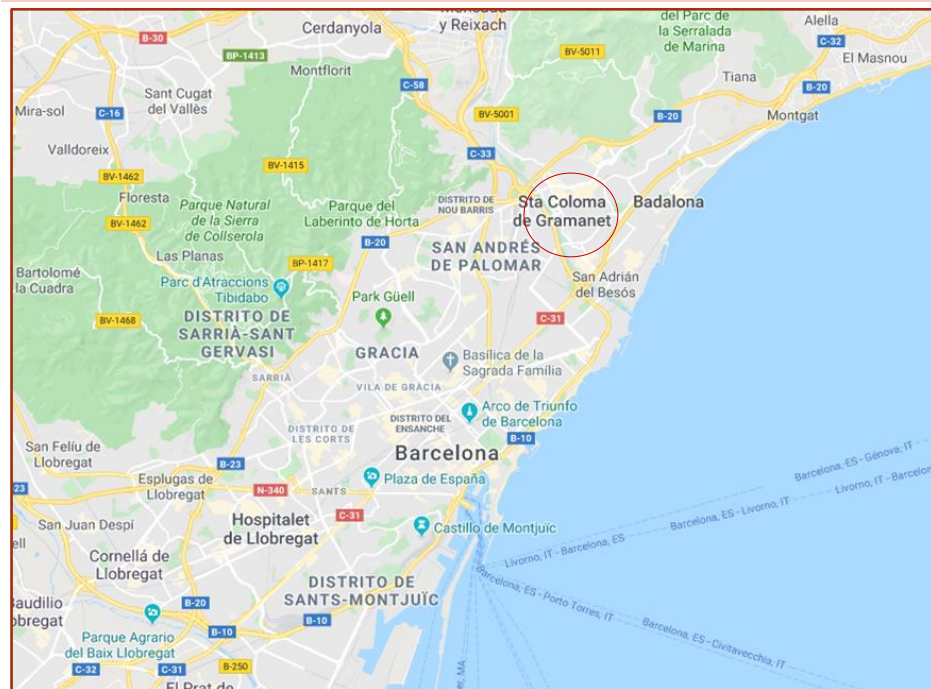 Cerdanyola
y Reixach
del Parc de
la Serralada
de Marina
Alella
C-32
El Masnou
B-30
BP-1413
BV-5011
Montflorit
C-58
Tiana
B-20
Sant Cugat
del Vallès
Mira-sol
C-16
BV-5001
B-20
Montgat
Valldoreix
BV-1415
C-33
BV-1462
Floresta
Parque Natural
de la Sierra
de Collserola
Parque del
Laberinto de Horta
DISTRITO DE
NOU BARRIS
Sta Coloma
de Gramanet
Badalona
BV-1462
B-20
Las Planas
SAN ANDRÉS
DE PALOMAR
BP-1417
Bartolomé
la Cuadra
Parc d'Atraccions
Tibidabo
San Adrián
del Besós
Park Güell
BV-1468
DISTRITO DE
SARRIÀ-SANT
GERVASI
C-31
GRACIA
Basílica de la
Sagrada Família
SARRIÀ
VILA DE GRÀCIA
Arco de Triunfo
de Barcelona
DISTRITO DEL
ENSANCHE
DISTRITO DE
LES CORTS
B-10
San Felíu de
Llobregat
Barcelona
B-23
Plaza de España
Barcelona, ES - Génova, IT
Esplugas de
Llobregat
Livorno, IT - Barcelon
23
N-340
SANTS
C-31
Barcelona, ES - Livorno, IT
San Juan Despí
Hospitalet
de Llobregat
Castillo de Montjuïc
ell
Livorno, IT - Barcelona, ES
Cornellá de
Llobregat
Barcelona, ES - Porto Torres, IT
DISTRITO DE
SANTS-MONTJUÏC
Baudilio
obregat
B-20
B-10
B-10
Barcelona, ES - Civitavecchia, IT
Parque Agrario
del Baix Llobregat
C-32
C-31
B-250
El Prat de